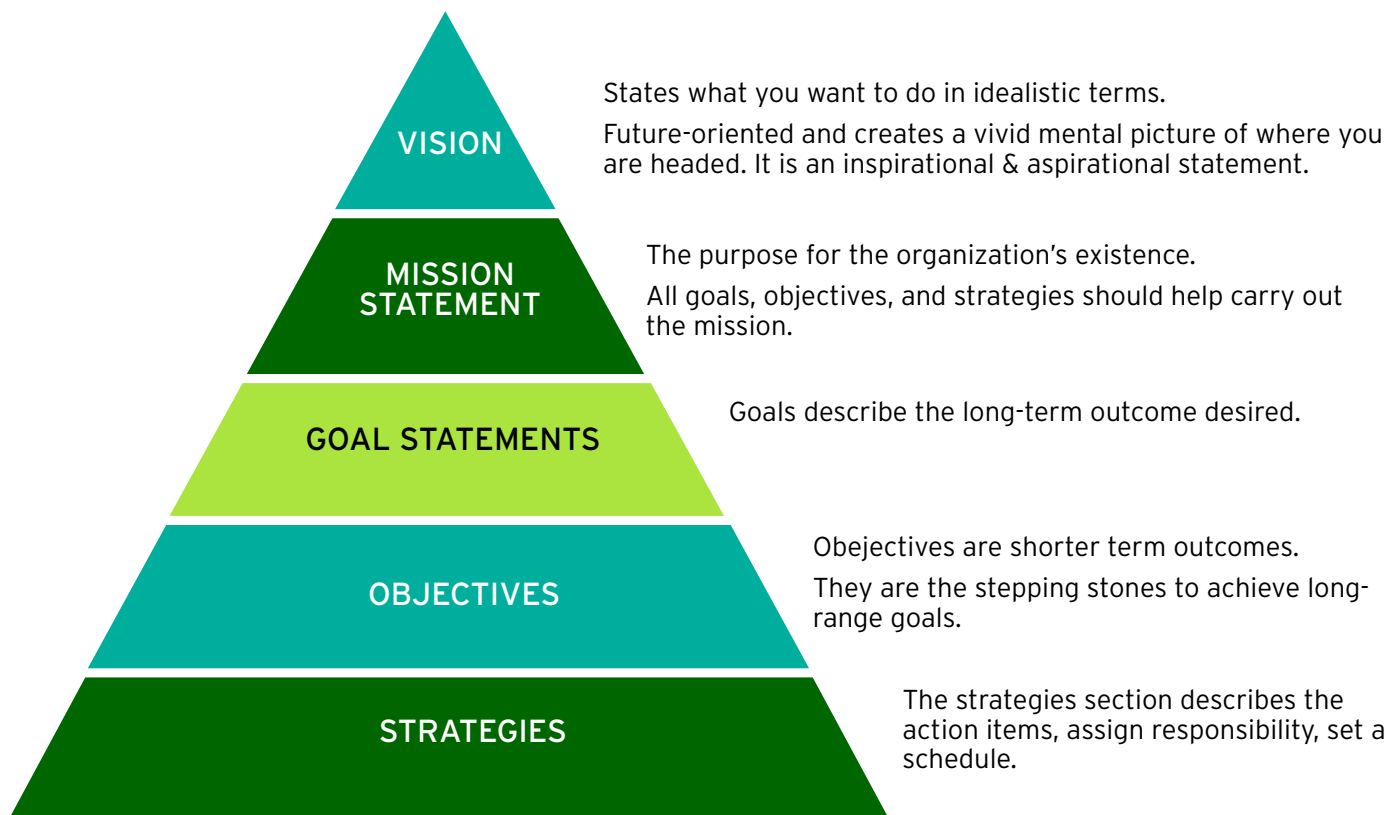 VISION
States what you want to do in idealistic terms.
Future-oriented and creates a vivid mental picture of where you
are headed. It is an inspirational & aspirational statement.
MISSION
STATEMENT
The purpose for the organization's existence.
All goals, objectives, and strategies should help carry out
the mission.
GOAL STATEMENTS
Goals describe the long-term outcome desired.
OBJECTIVES
Obejectives are shorter term outcomes.
They are the stepping stones to achieve long-
range goals.
STRATEGIES
The strategies section describes the
action items, assign responsibility, set a
schedule.